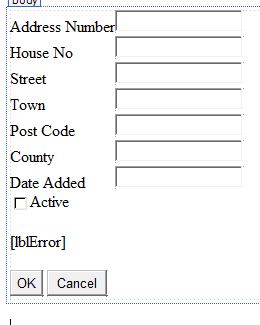 body
Address Number
House No
Street
Town
Post Code
County
Date Added
Active
[lblError]
OK Cancel